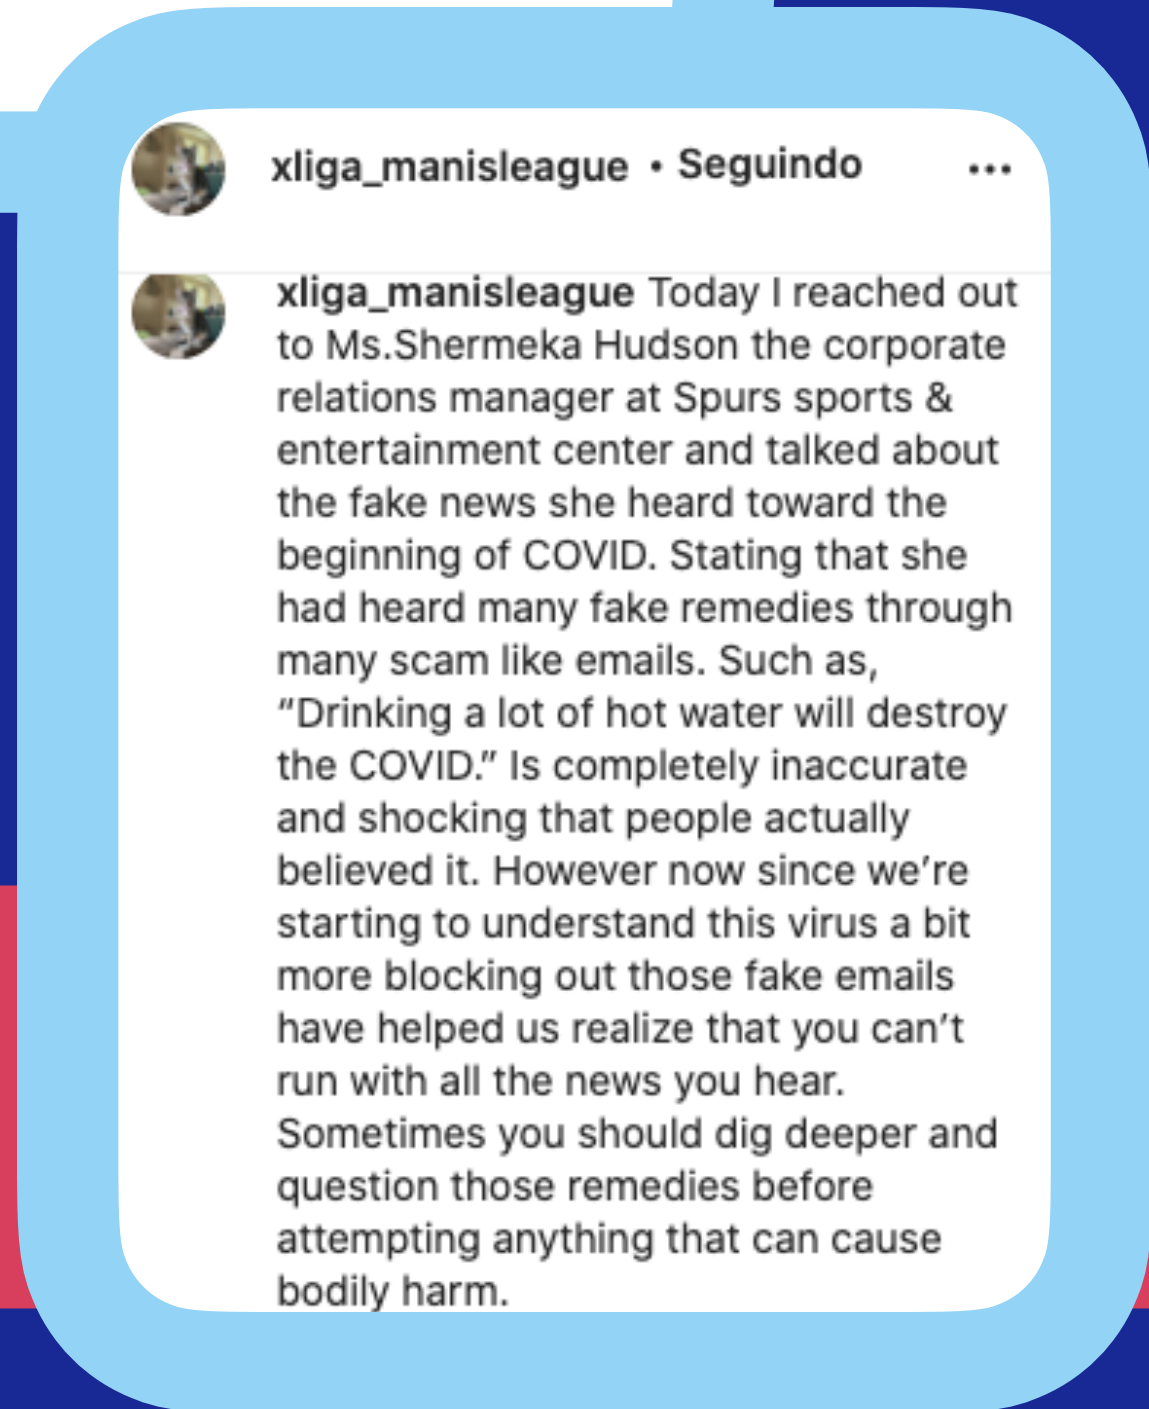 xliga_manisleague • Seguindo ...
xliga_manisleague Today I reached out
to Ms.Shermeka Hudson the corporate
relations manager at Spurs sports &
entertainment center and talked about
the fake news she heard toward the
beginning of COVID. Stating that she
had heard many fake remedies through
many scam like emails. Such as,
“Drinking a lot of hot water will destroy
the COVID.” Is completely inaccurate
and shocking that people actually
believed it. However now since we’re
starting to understand this virus a bit
more blocking out those fake emails
have helped us realize that you can’t
run with all the news you hear.
Sometimes you should dig deeper and
question those remedies before
attempting anything that can cause
bodily harm.